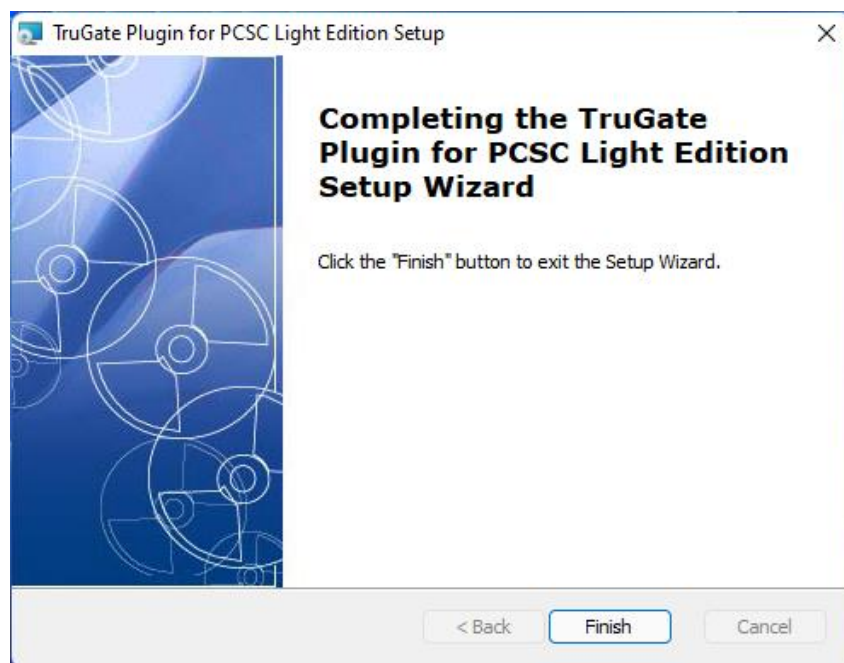 TruGate Plugin for PCSC Light Edition Setup
Completing the TruGate
Plugin for PCSC Light Edition
Setup Wizard
Click the "Finish" button to exit the Setup Wizard.
< Back
Finish
Cancel